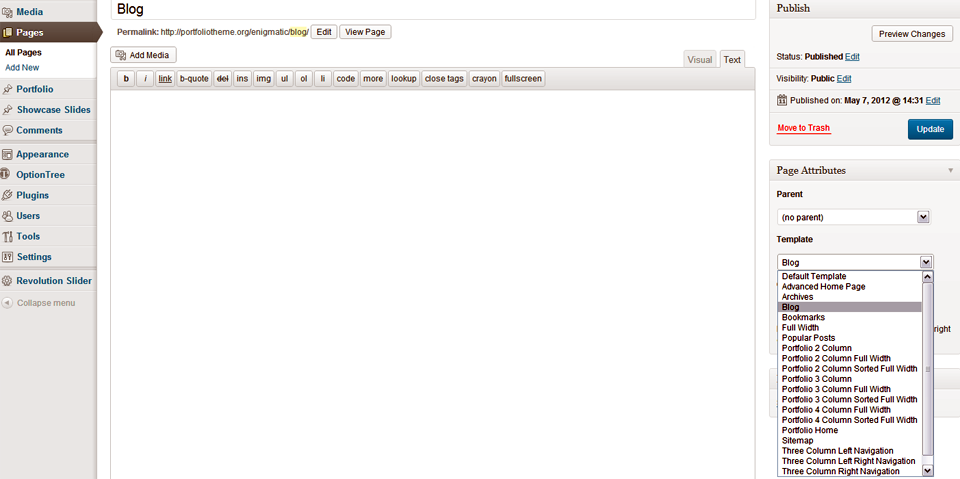 Media
Pages
All Pages
Add New
Portfolio
Showcase Slides
Comments
Appearance
OptionTree
Plugins
Users
Tools
Settings
Revolution Slider
Collapse menu
Blog
Permalink: http://portfoliotheme.org/enigmatic/blog/ Edit View Page
Add Media
Visual Text
b i link b-quote del ins img ul ol li code more lookup close tags crayon fullscreen
Publish
Preview Changes
Status: Published Edit
Visibility: Public Edit
Published on: May 7, 2012 @ 14:31 Edit
Move to Trash Update
Page Attributes
Parent
(no parent)
Template
Blog
Default Template
Advanced Home Page
Archives
Blog
Bookmarks
Full Width
right
Popular Posts
Portfolio 2 Column
Portfolio 2 Column Full Width
Portfolio 2 Column Sorted Full Width
Portfolio 3 Column
Portfolio 3 Column Full Width
Portfolio 3 Column Sorted Full Width
Portfolio 4 Column Full Width
Portfolio 4 Column Sorted Full Width
Portfolio Home
Sitemap
Three Column Left Navigation
Three Column Left Right Navigation
Three Column Right Navigation